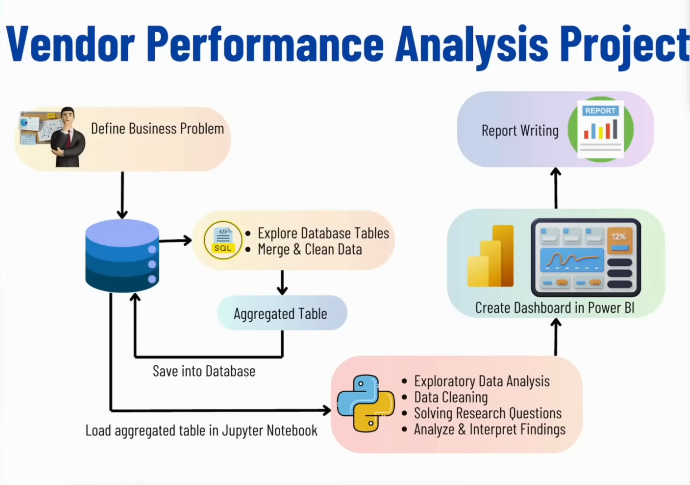 Vendor Performance Analysis Project
Define Business Problem
SQL
• Explore Database Tables
• Merge & Clean Data
Aggregated Table
Save into Database
Load aggregated table in Jupyter Notebook
• Exploratory Data Analysis
• Data Cleaning
• Solving Research Questions
• Analyze & Interpret Findings
12%
Create Dashboard in Power BI
Report Writing
REPORT